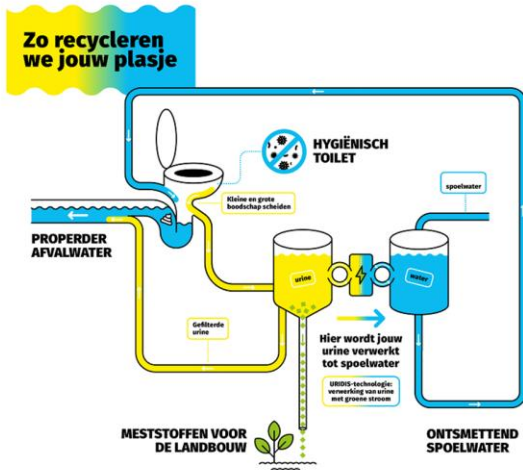 Zo recycleren
we jouw plasje
HYGIËNISCH
TOILET
Kleine en grote
boodschap scheiden
spoelwater
PROPERDER
AFVALWATER
urine
water
Gefilterde
urine
Hier wordt jouw
urine verwerkt
tot spoelwater
URIDIS-technologie:
verwerking van urine
met groene stroom
MESTSTOFFEN VOOR
DE LANDBOUW
ONTSMETTEND
SPOELWATER